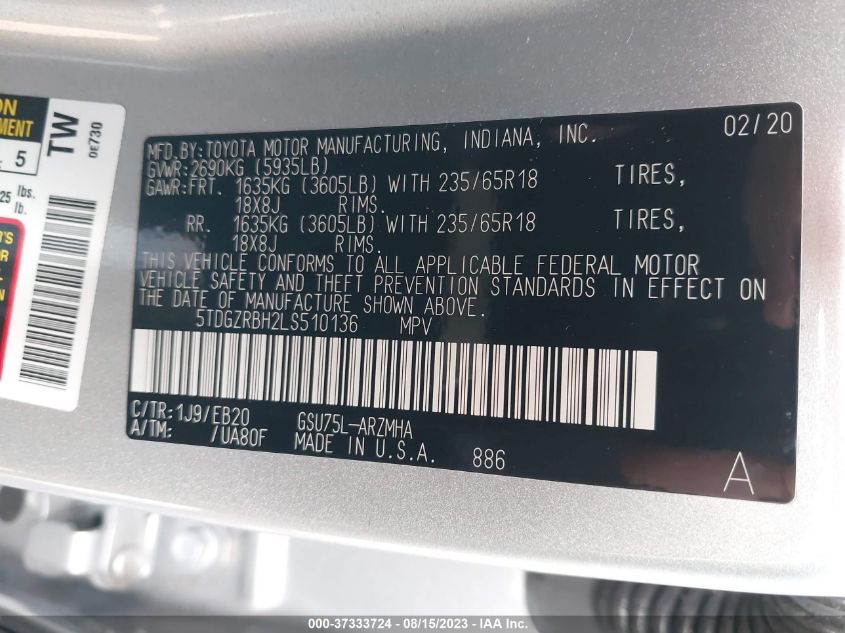 ON
MENT
5
25 lbs.
lb.
TW
0E730
02/20
MFD.BY:TOYOTA MOTOR MANUFACTURING, INDIANA, INC.
GVWR:2690KG (5935LB)
GAWR:FRT. 1635KG (3605LB) WITH 235/65R18 TIRES,
18X8J RIMS.
RR. 1635KG (3605LB) WITH 235/65R18 TIRES,
18X8J RIMS.
THIS VEHICLE CONFORMS TO ALL APPLICABLE FEDERAL MOTOR
VEHICLE SAFETY AND THEFT PREVENTION STANDARDS IN EFFECT ON
THE DATE OF MANUFACTURE SHOWN ABOVE.
5TDGZRBH2LS510136 MPV
C/TR:1J9/EB20 GSU75L-ARZMHA
A/TM: /UA80F MADE IN U.S.A. 886
A
000-37333724 - 08/15/2023 - © IAA Inc.